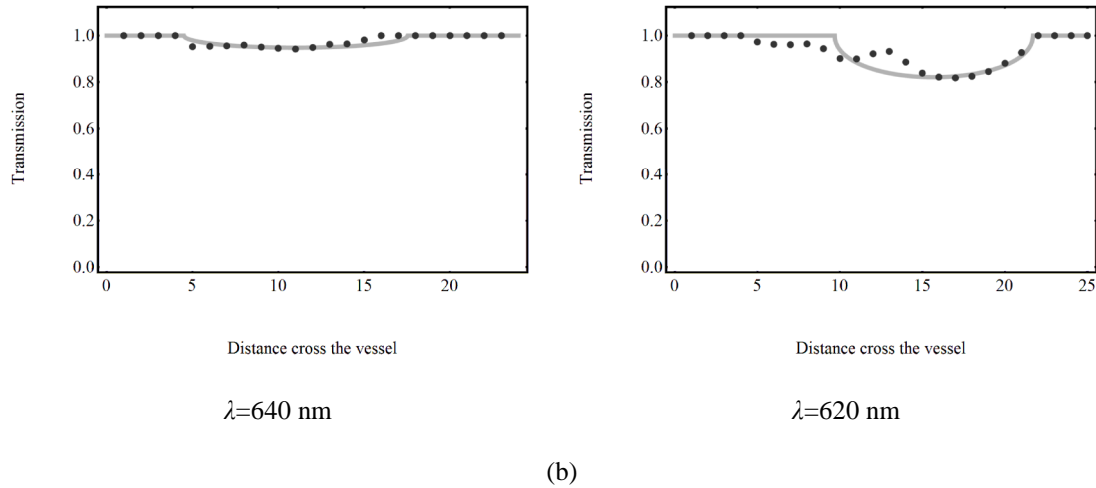 1.0
0.8
0.6
0.4
0.2
0.0
Transmission
0 5 10 15 20
Distance cross the vessel
λ=640 nm
1.0
0.8
0.6
0.4
0.2
0.0
Transmission
0 5 10 15 20 25
Distance cross the vessel
λ=620 nm
(b)